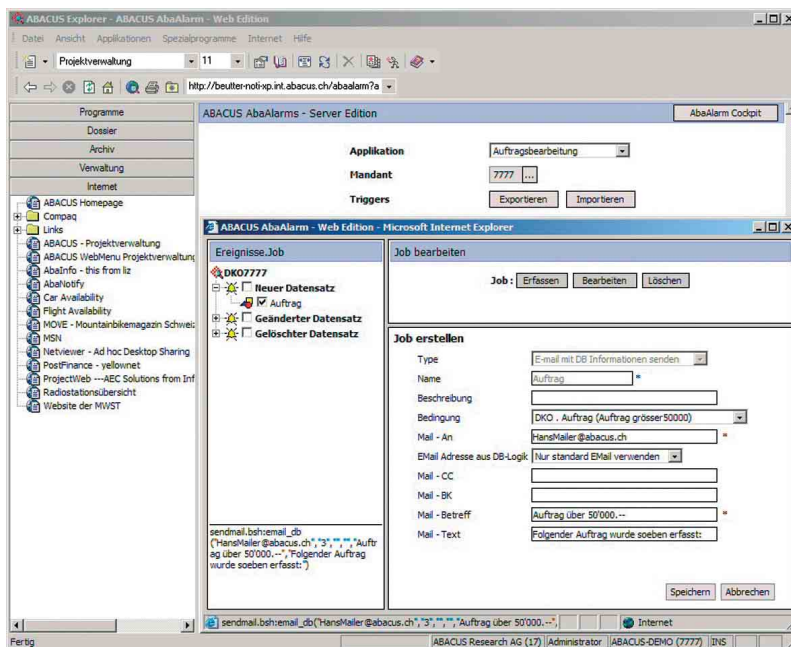 ABACUS Explorer - ABACUS AbaAlarm - Web Edition
Datei Ansicht Applikationen Spezialprogramme Internet Hilfe
Projektverwaltung 11
http://beutter-noti-xp.int.abacus.ch/abaalarm?a
Programme
Dossier
Archiv
Verwaltung
Internet
ABACUS Homepage
Compaq
Links
ABACUS - Projektverwaltung
ABACUS WebMenu Projektverwaltung
AbaInfo - this from liz
AbaNotify
Car Availability
Flight Availability
MOVE - Mountainbikemagazin Schweiz
MSN
Netviewer - Ad hoc Desktop Sharing
PostFinance - yellownet
ProjectWeb ---AEC Solutions from Inf
Radiostationsübersicht
Website der MWST
ABACUS AbaAlarms - Server Edition AbaAlarm Cockpit
Applikation Auftragsbearbeitung
Mandant 7777 ...
Triggers Exportieren Importieren
ABACUS AbaAlarm - Web Edition - Microsoft Internet Explorer
Ereignisse.Job
DKO7777
Neuer Datensatz
Auftrag
Geänderter Datensatz
Gelöschter Datensatz
sendmail.bsh:email_db
("HansMailer@abacus.ch","3","","","Auftr
ag über 50'000.--","Folgender Auftrag
wurde soeben erfasst:")
Job bearbeiten
Job : Erfassen Bearbeiten Löschen
Job erstellen
Type E-mail mit DB Informationen senden
Name Auftrag *
Beschreibung
Bedingung DKO . Auftrag (Auftrag grösser50000)
Mail - An HansMailer@abacus.ch *
EMail Adresse aus DB-Logik Nur standard EMail verwenden
Mail - CC
Mail - BK
Mail - Betreff Auftrag über 50'000.-- *
Mail - Text Folgender Auftrag wurde soeben erfasst:
Speichern Abbrechen
sendmail.bsh:email_db("HansMailer@abacus.ch","3","","","Auftrag über 50'000.--", Internet
Fertig ABACUS Research AG (17) Administrator ABACUS-DEMO (7777) INS